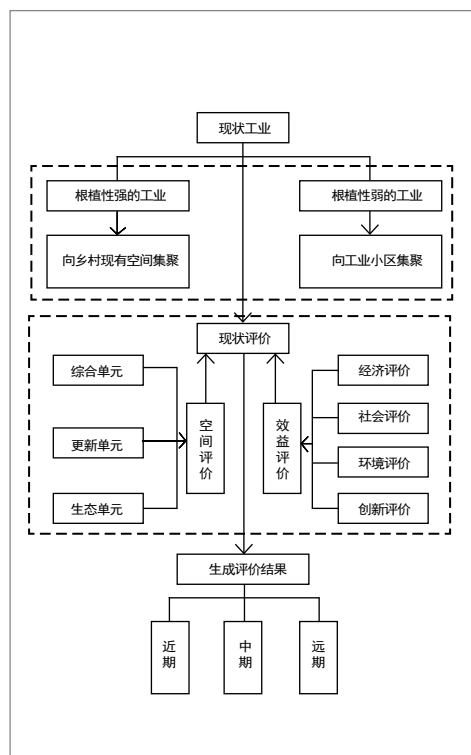 现状工业
根植性强的工业
根植性弱的工业
向乡村现有空间集聚
向工业小区集聚
现状评价
综合单元
更新单元
生态单元
空间评价
效益评价
经济评价
社会评价
环境评价
创新评价
生成评价结果
近期
中期
远期